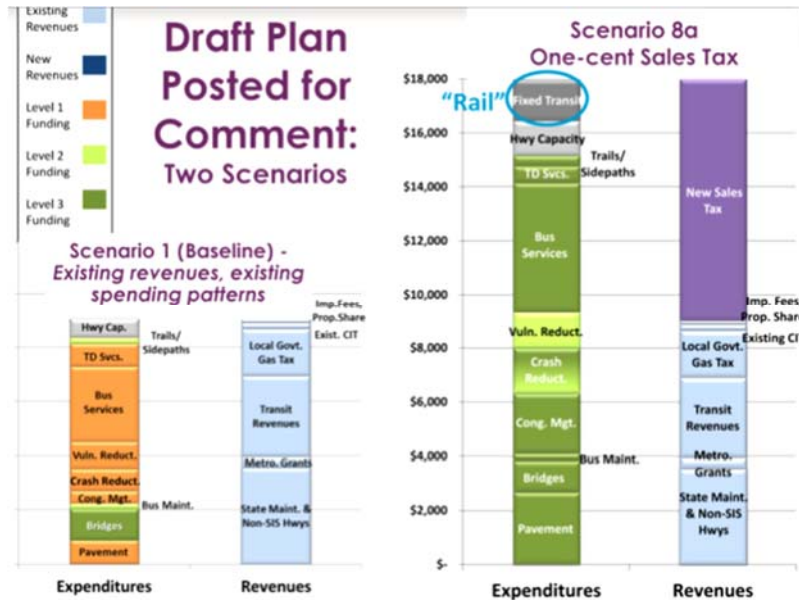 Existing
Revenues
New
Revenues
Level 1
Funding
Level 2
Funding
Level 3
Funding
Draft Plan
Posted for
Comment:
Two Scenarios
Scenario 1 (Baseline) -
Existing revenues, existing
spending patterns
Hwy Cap.
Trails/
Sidepaths
TD Svcs.
Bus
Services
Vuln. Reduct.
Crash Reduct.
Cong. Mgt.
Bus Maint.
Bridges
Pavement
Expenditures
Imp.Fees,
Prop.Share
Exist. CIT
Local Govt.
Gas Tax
Transit
Revenues
Metro. Grants
State Maint. &
Non-SIS Hwys
Revenues
Scenario 8a
One-cent Sales Tax
$18,000
$16,000
$14,000
$12,000
$10,000
$8,000
$6,000
$4,000
$2,000
$-
"Rail"
Fixed Transit
Hwy Capacity
Trails/
Sidepaths
TD Svcs.
Bus
Services
Vuln. Reduct.
Crash
Reduct.
Cong. Mgt.
Bus Maint.
Bridges
Pavement
Expenditures
New Sales
Tax
Imp. Fees
Prop. Share
Existing CI
Local Govt.
Gas Tax
Transit
Revenues
Metro.
Grants
State Maint.
& Non-SIS
Hwys
Revenues